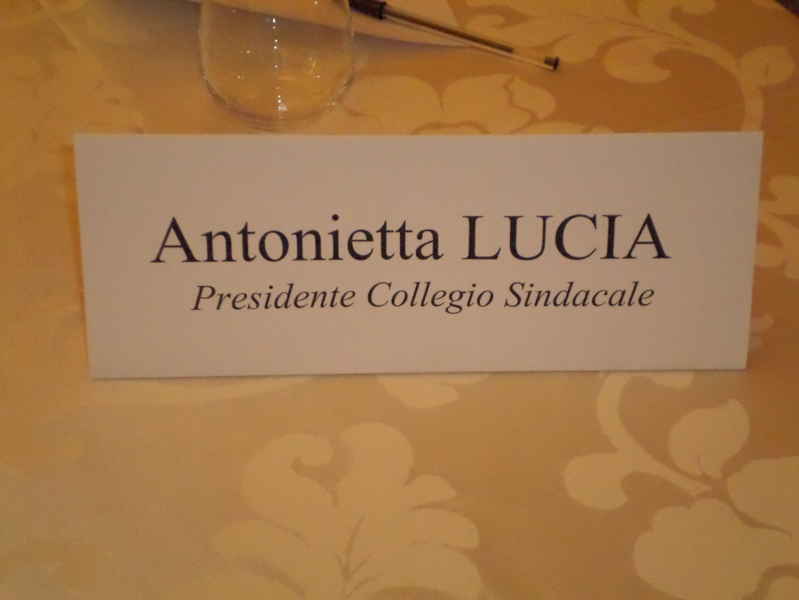 Antonietta LUCIA
Presidente Collegio Sindacale